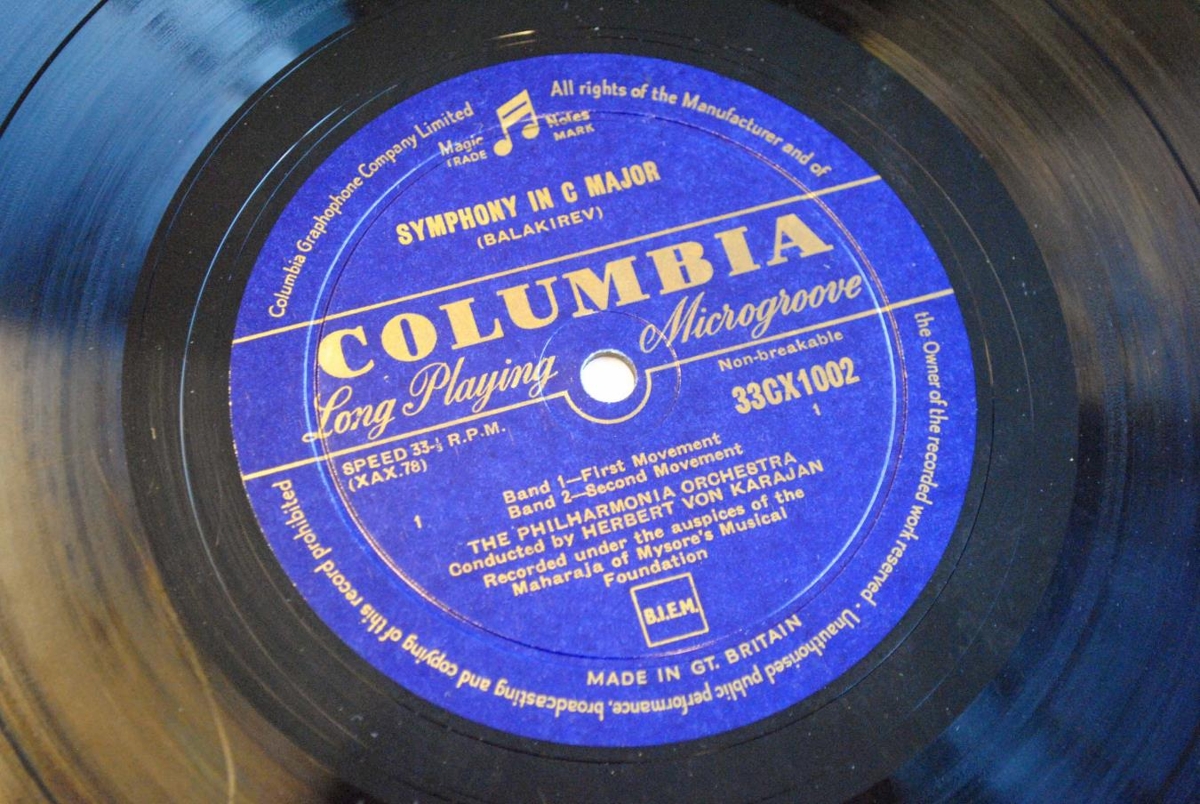 Columbia Graphophone Company Limited
All rights of the Manufacturer and of
the Owner of the recorded work reserved · Unauthorised public performance, broadcasting and copying of this record prohibited
Magic Notes
TRADE MARK
SYMPHONY IN C MAJOR
(BALAKIREV)
COLUMBIA
Long Playing Microgroove
Non-breakable
SPEED 33-⅓ R.P.M.
33CX1002
(XAX.78)
1
1
Band 1—First Movement
Band 2—Second Movement
THE PHILHARMONIA ORCHESTRA
Conducted by HERBERT VON KARAJAN
Recorded under the auspices of the
Maharaja of Mysore's Musical
Foundation
B.I.E.M.
MADE IN GT. BRITAIN